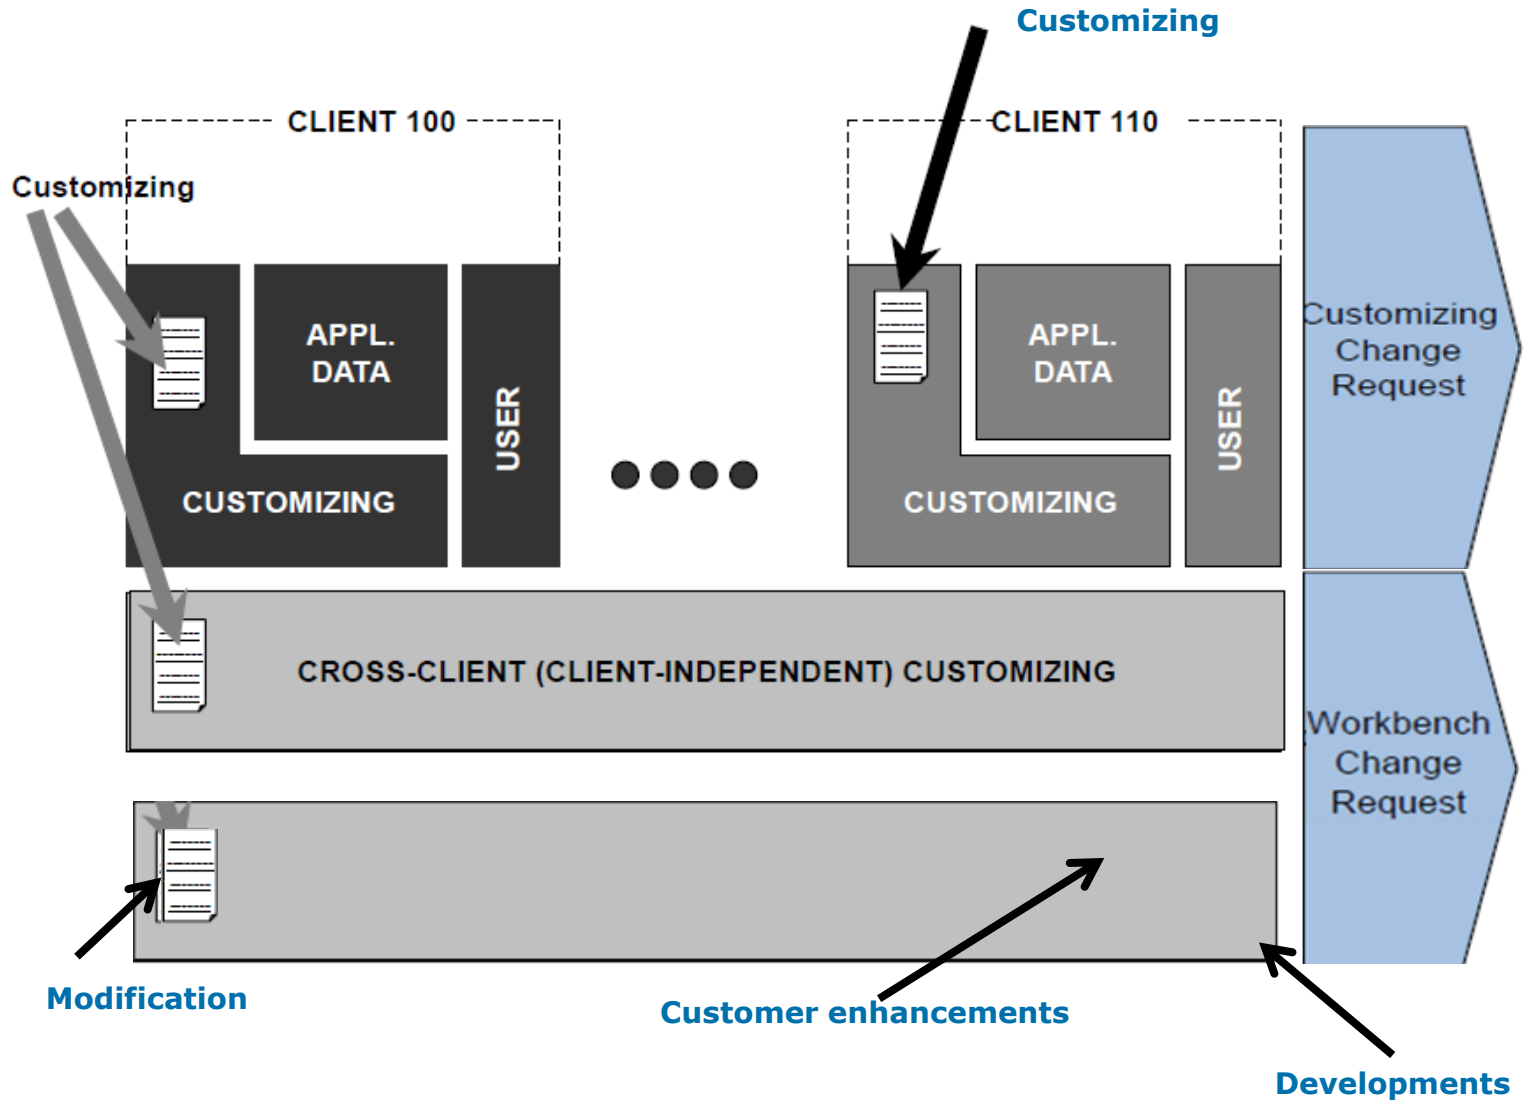 Customizing
CLIENT 100
CLIENT 110
Customizing
APPL.
DATA
USER
CUSTOMIZING
APPL.
DATA
USER
CUSTOMIZING
Customizing
Change
Request
CROSS-CLIENT (CLIENT-INDEPENDENT) CUSTOMIZING
Workbench
Change
Request
Modification
Customer enhancements
Developments